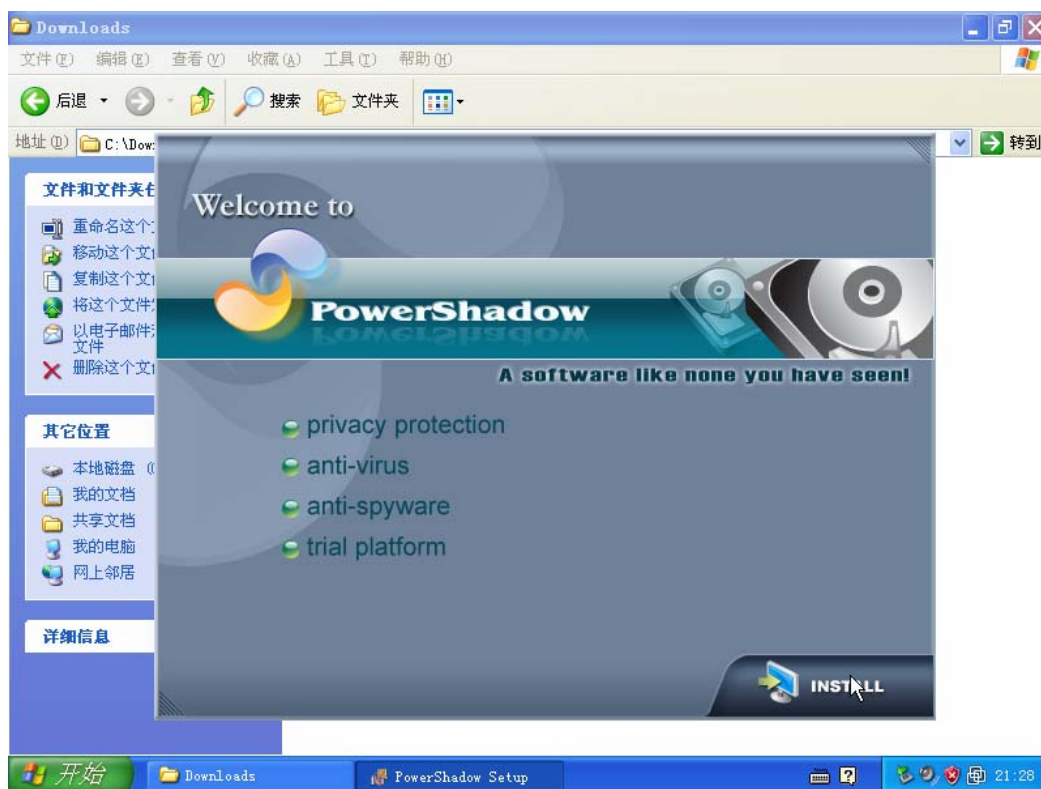 Downloads
文件(F) 编辑(E) 查看(V) 收藏(A) 工具(T) 帮助(H)
后退 搜索 文件夹
地址(D) C:\Dow 转到
文件和文件夹任
重命名这个
移动这个文
复制这个文
将这个文件
以电子邮件
文件
删除这个文
其它位置
本地磁盘
我的文档
共享文档
我的电脑
网上邻居
详细信息
Welcome to
PowerShadow
A software like none you have seen!
privacy protection
anti-virus
anti-spyware
trial platform
INSTALL
开始 Downloads PowerShadow Setup 21:28